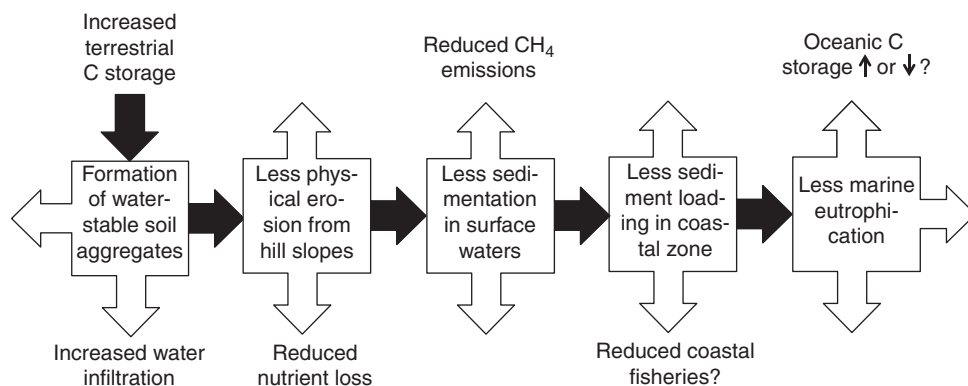 Increased
terrestrial
C storage
Reduced CH₄
emissions
Oceanic C
storage ↑ or ↓ ?
Formation
of water-
stable soil
aggregates
Less phys-
ical ero-
sion from
hill slopes
Less sedi-
mentation
in surface
waters
Less sedi-
ment load-
ing in coas-
tal zone
Less marine
eutrophi-
cation
Increased water
infiltration
Reduced
nutrient loss
Reduced coastal
fisheries?